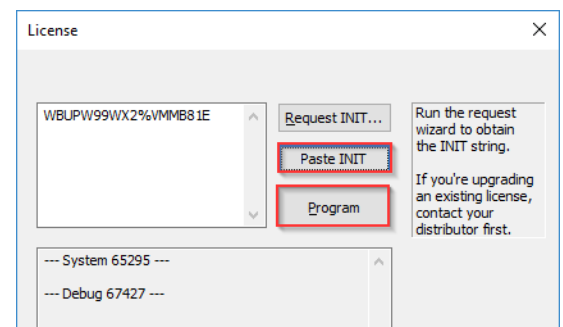 License
WBUPW99WX2%VMMB81E
Request INIT...
Paste INIT
Program
Run the request
wizard to obtain
the INIT string.
If you're upgrading
an existing license,
contact your
distributor first.
--- System 65295 ---
--- Debug 67427 ---